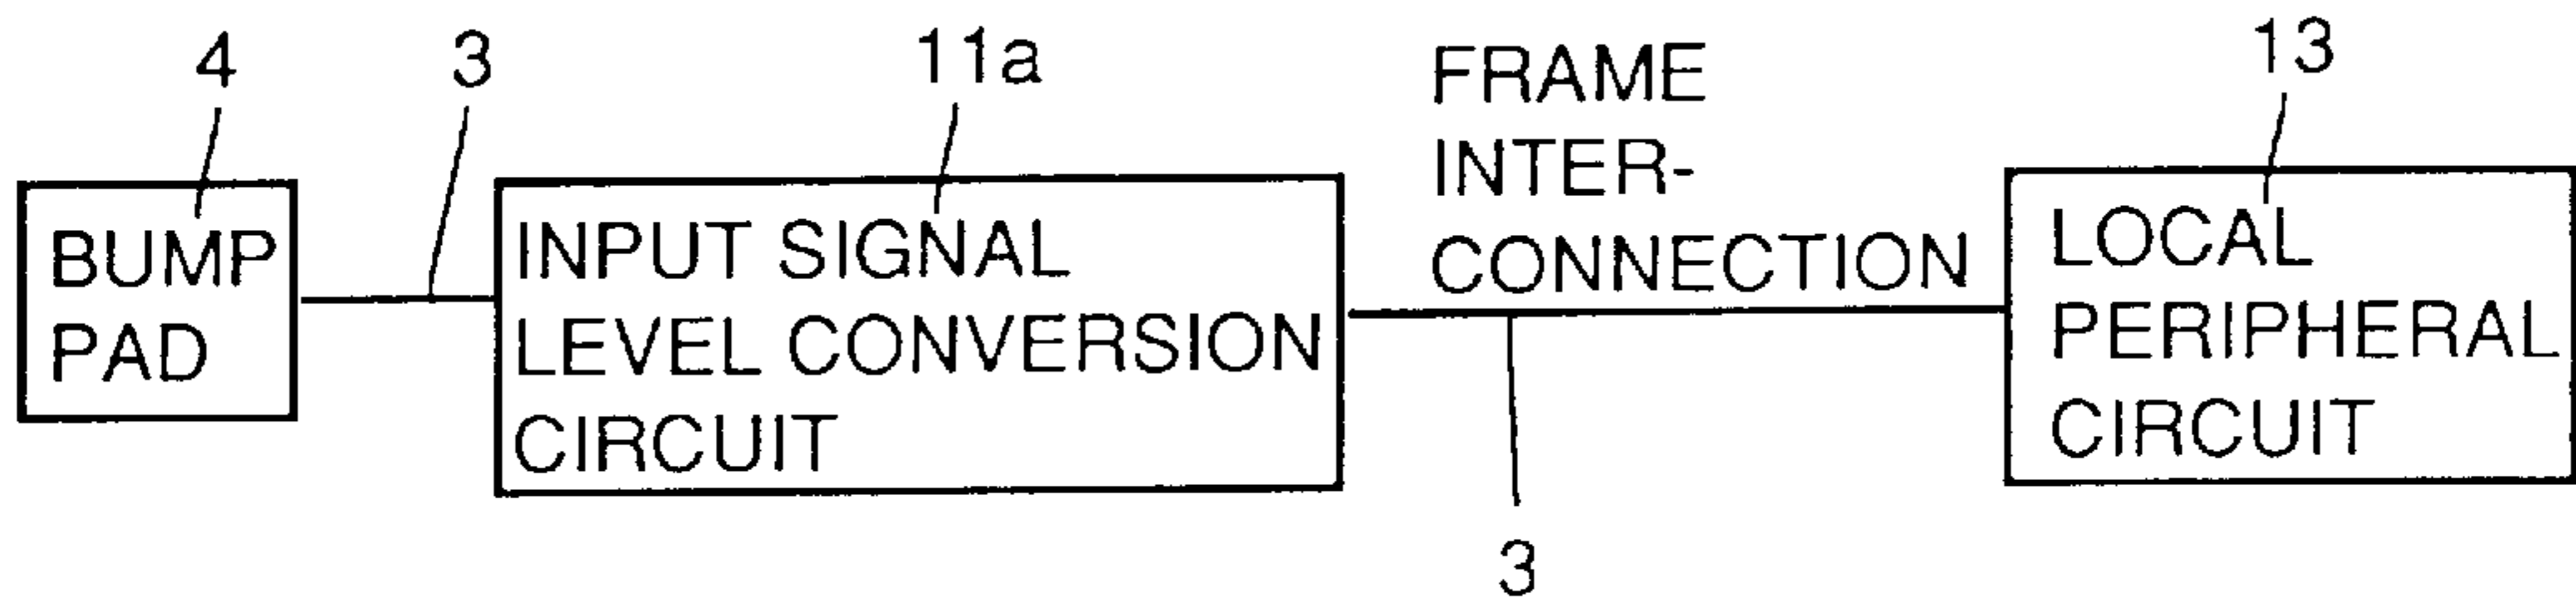 4
3
11a
13
BUMP
PAD
INPUT SIGNAL
LEVEL CONVERSION
CIRCUIT
FRAME
INTER-
CONNECTION
3
LOCAL
PERIPHERAL
CIRCUIT